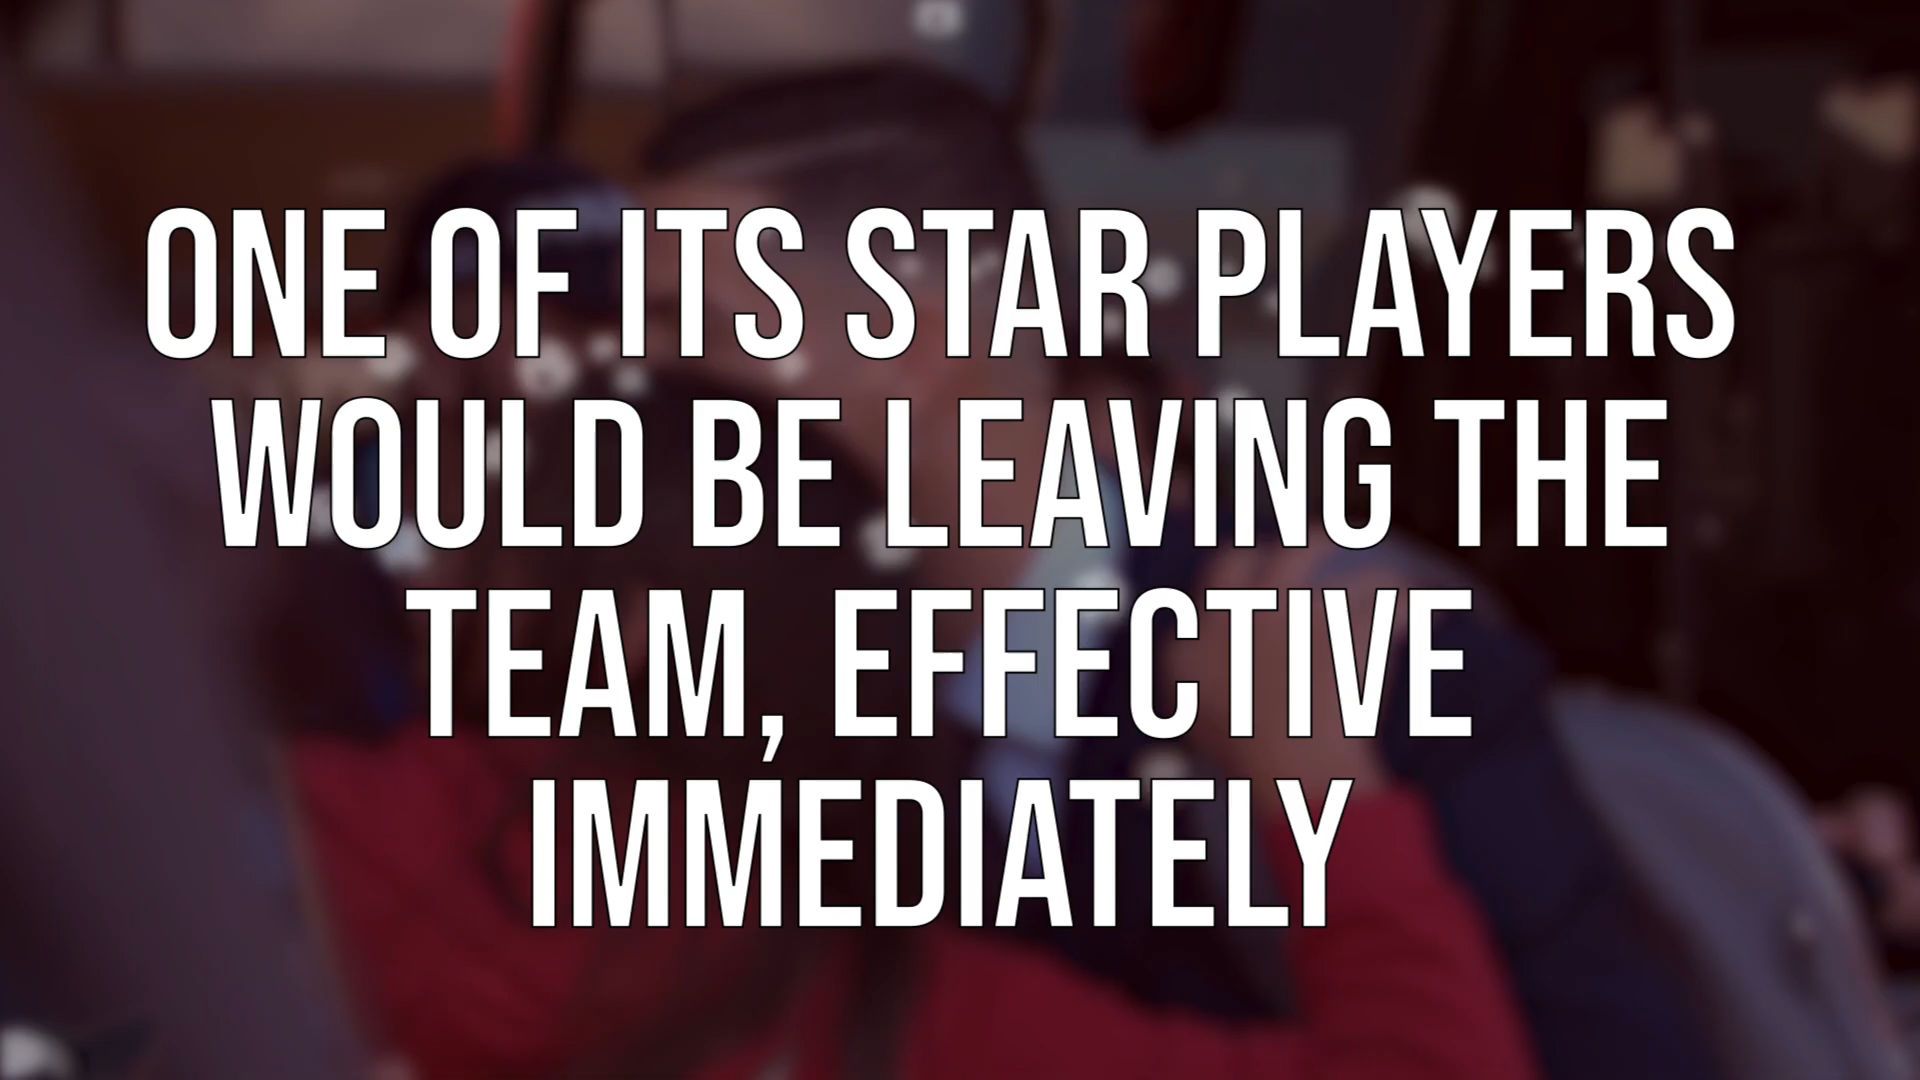 ONE OF ITS STAR PLAYERS
WOULD BE LEAVING THE
TEAM, EFFECTIVE
IMMEDIATELY